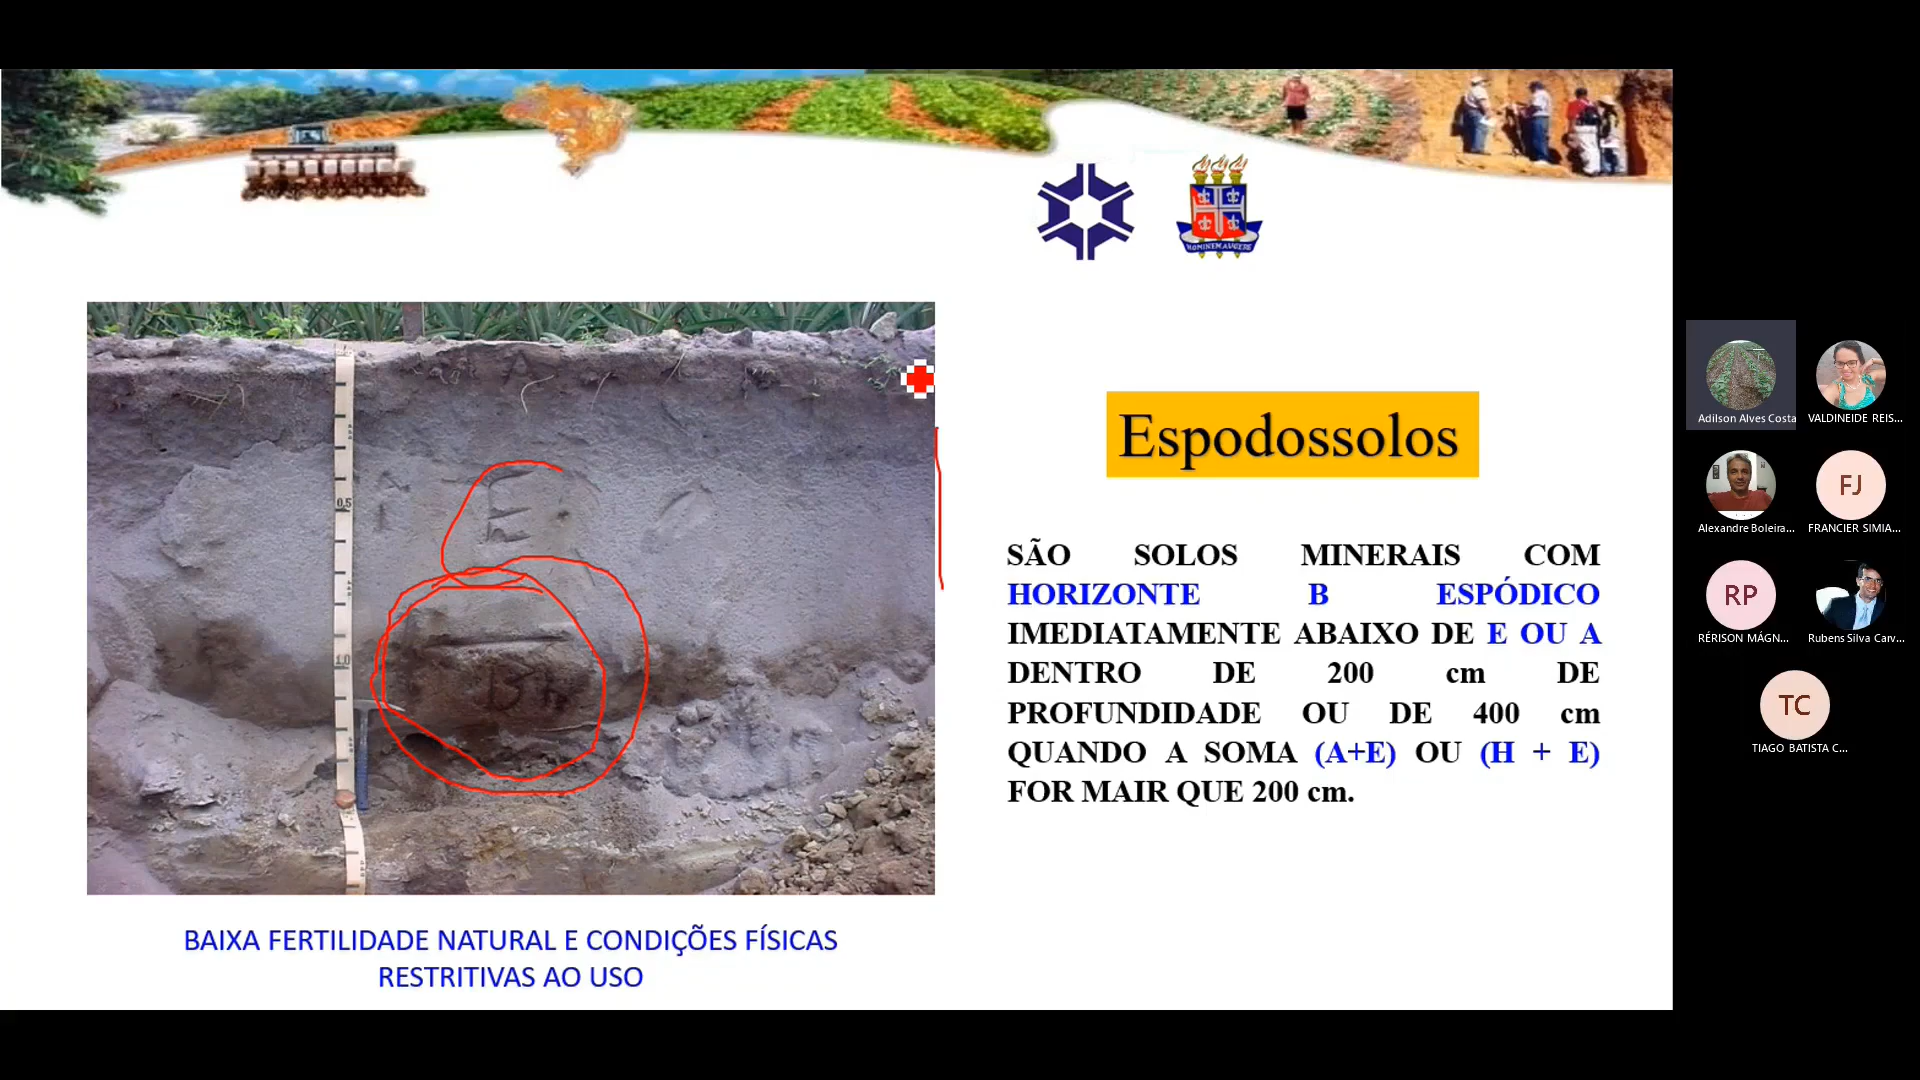 HOMINEM AUGERE
A
E
0,5
1,0
Bh
Espodossolos
SÃO SOLOS MINERAIS COM
HORIZONTE B ESPÓDICO
IMEDIATAMENTE ABAIXO DE E OU A
DENTRO DE 200 cm DE
PROFUNDIDADE OU DE 400 cm
QUANDO A SOMA (A+E) OU (H + E)
FOR MAIR QUE 200 cm.
BAIXA FERTILIDADE NATURAL E CONDIÇÕES FÍSICAS
RESTRITIVAS AO USO
Adilson Alves Costa
VALDINEIDE REIS...
Alexandre Boleira...
FJ
FRANCIER SIMIA...
RP
RÉRISON MÁGN...
Rubens Silva Carv...
TC
TIAGO BATISTA C...